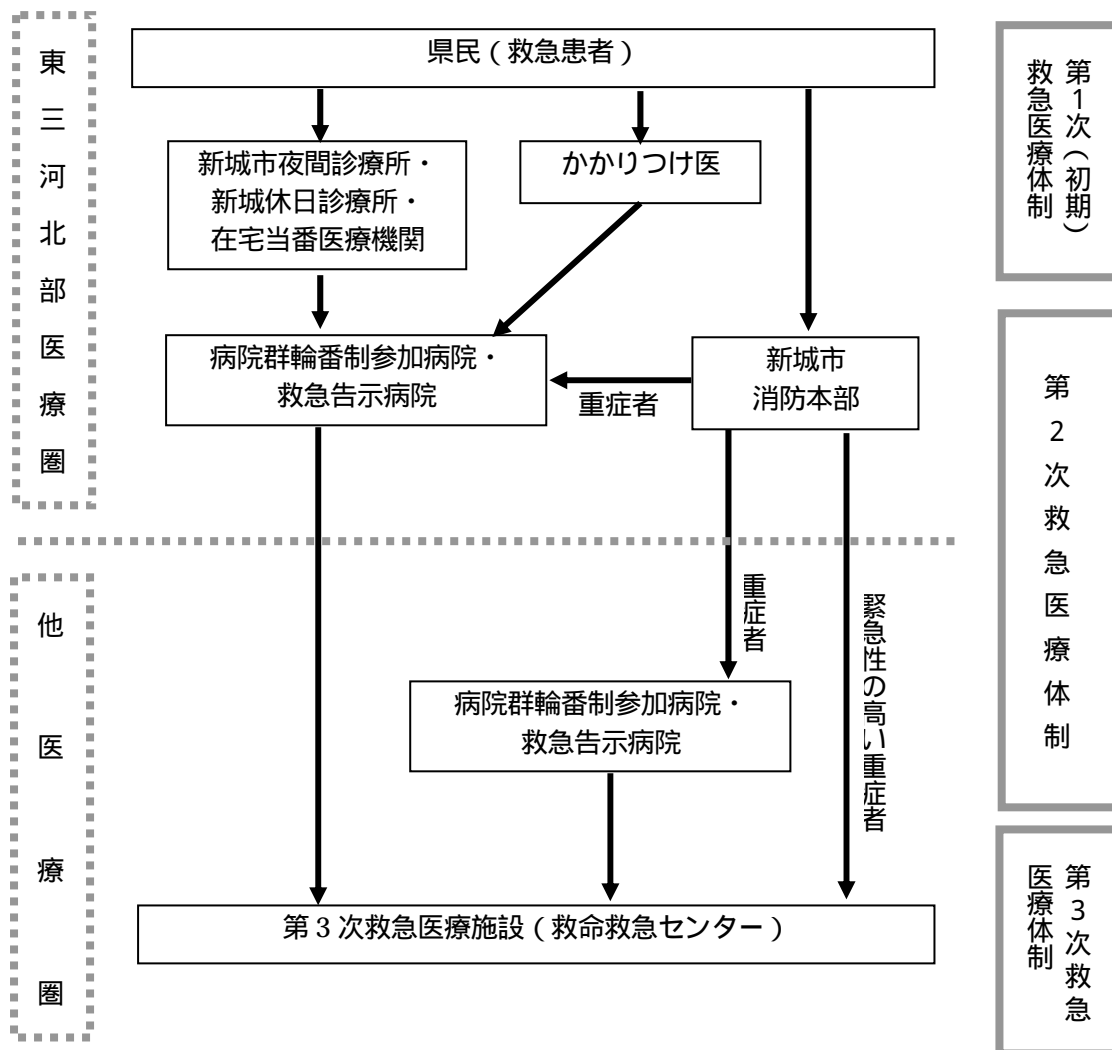 県民（救急患者）
東三河北部医療圏
第１次（初期）
救急医療体制
新城市夜間診療所・
新城休日診療所・
在宅当番医療機関
かかりつけ医
病院群輪番制参加病院・
救急告示病院
重症者
新城市
消防本部
第２次救急医療体制
他医療圏
重症者
緊急性の高い重症者
病院群輪番制参加病院・
救急告示病院
第３次救急医療施設（救命救急センター）
第３次救急
医療体制